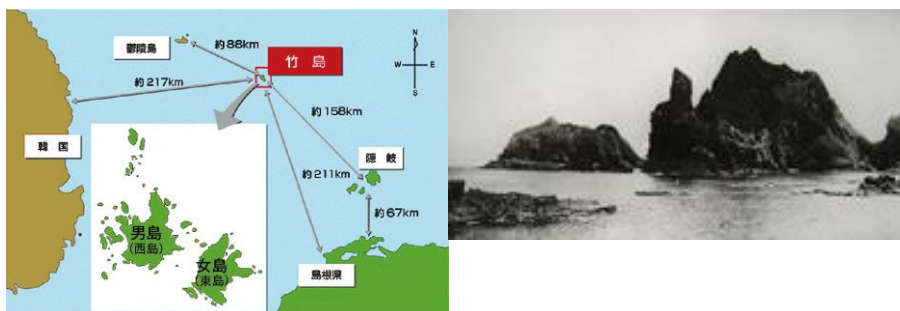 鬱陵島
約88km
竹島
N
W
E
S
約217km
約158km
韓国
隠岐
約211km
約67km
男島
(西島)
女島
(東島)
島根県